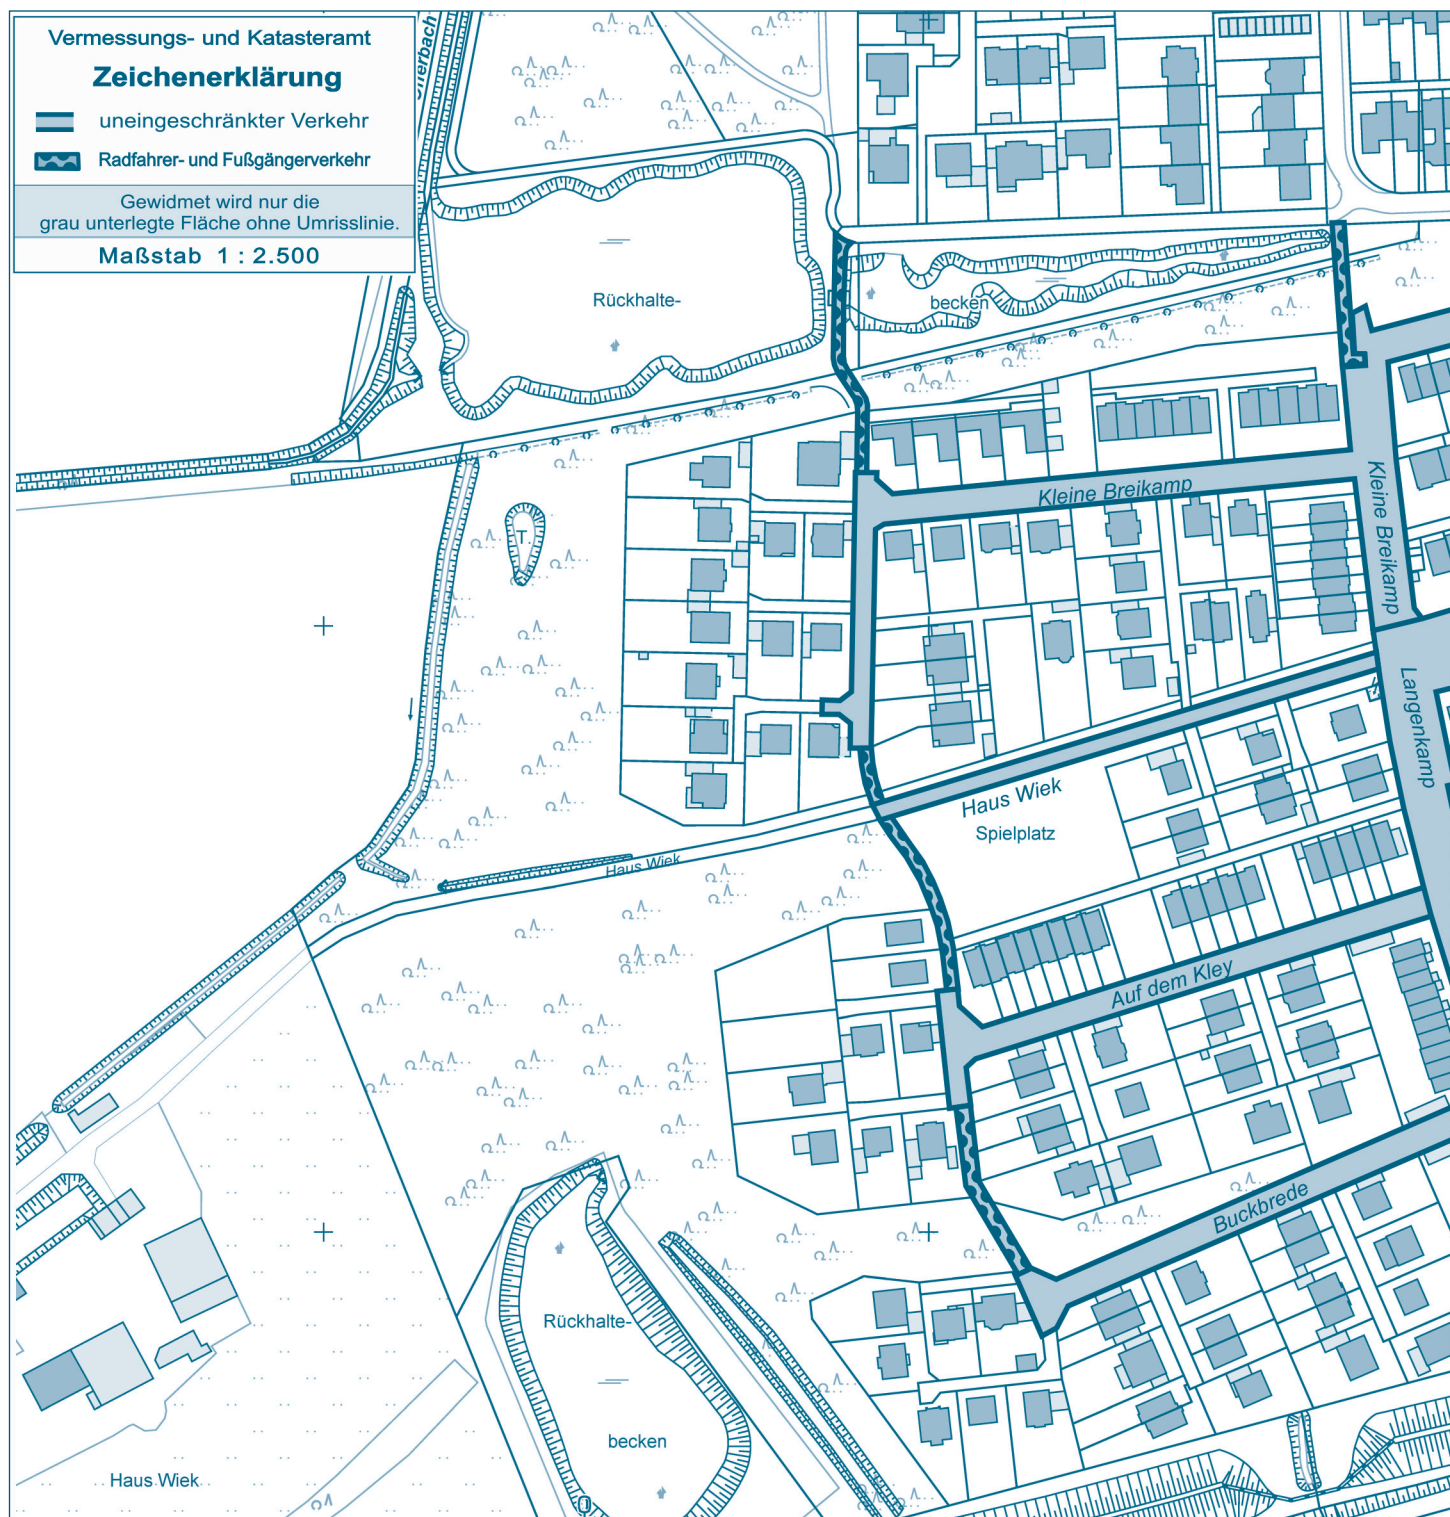 Vermessungs- und Katasteramt
Zeichenerklärung
uneingeschränkter Verkehr
Radfahrer- und Fußgängerverkehr
Gewidmet wird nur die
grau unterlegte Fläche ohne Umrisslinie.
Maßstab 1 : 2.500
Rückhalte-
becken
Kleine Breikamp
Kleine Breikamp
T.
Langenkamp
Haus Wiek
Spielplatz
Haus Wiek
Auf dem Kley
Buckbrede
Rückhalte-
becken
Haus Wiek